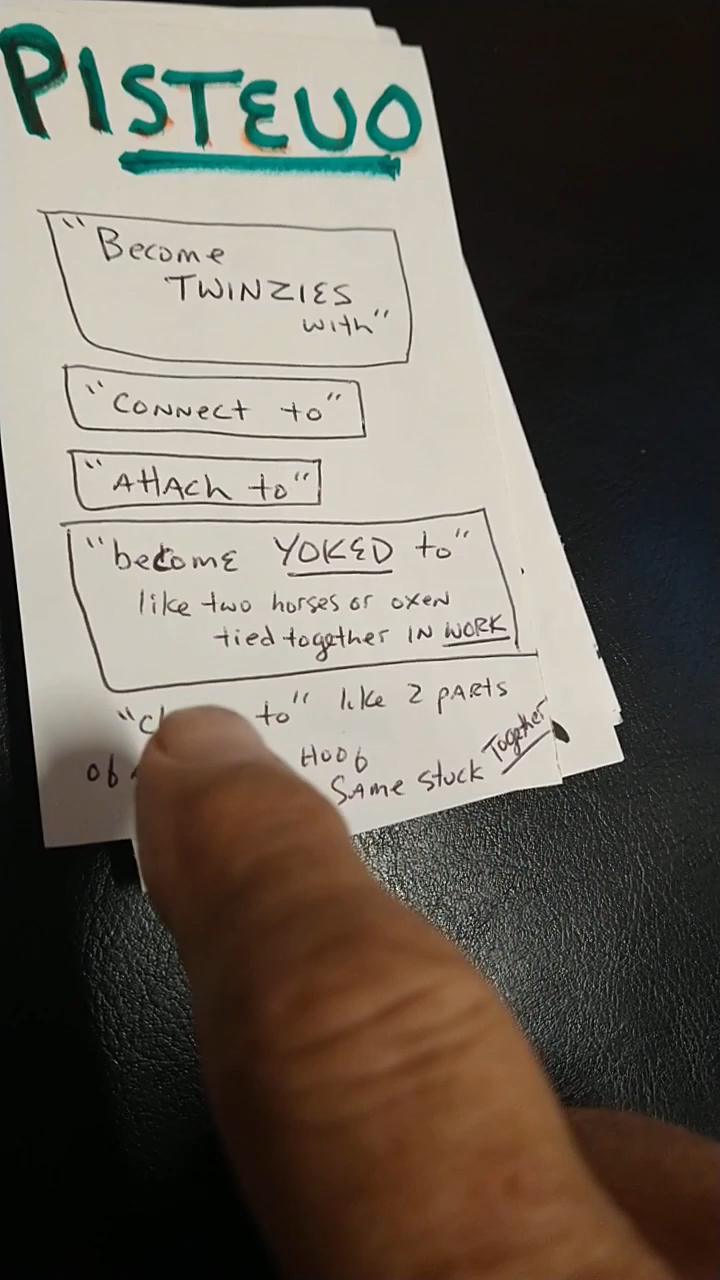 PISTEUO
"Become
TWINZIES
with"
"CONNECT to"
"AttACh to"
"become YOKED to"
like two horses or oxen
tied together IN WORK
to" like 2 PARTS
of HOOF
SAME stuck Together